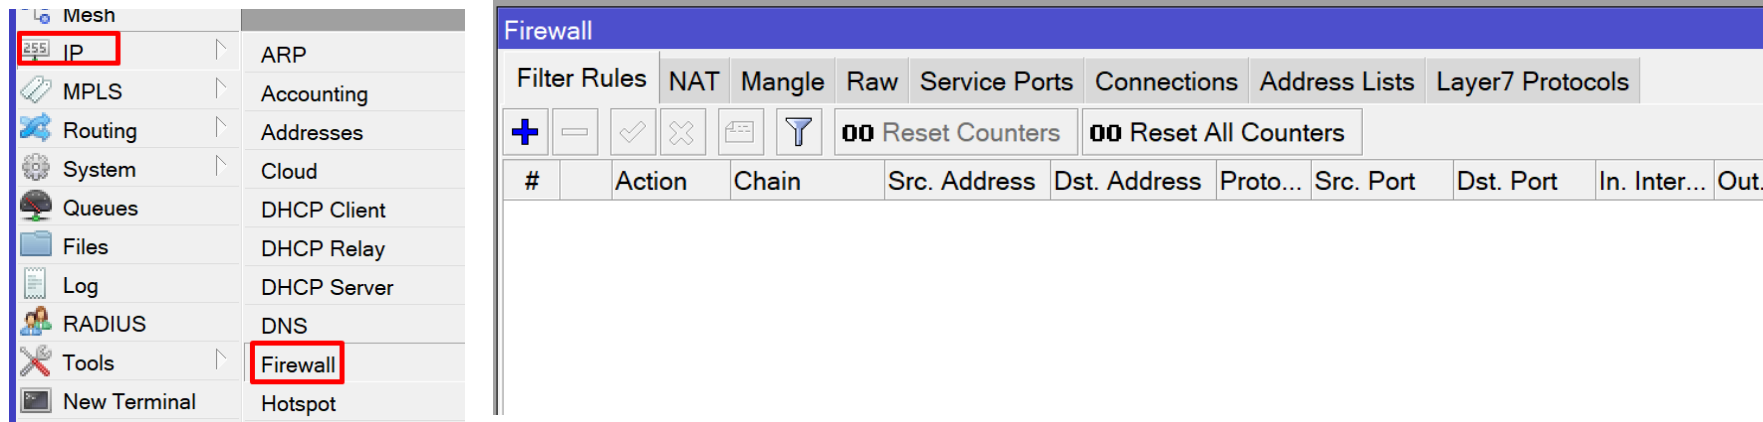 Mesh
255 IP
MPLS
Routing
System
Queues
Files
Log
RADIUS
Tools
New Terminal
ARP
Accounting
Addresses
Cloud
DHCP Client
DHCP Relay
DHCP Server
DNS
Firewall
Hotspot
Firewall
Filter Rules NAT Mangle Raw Service Ports Connections Address Lists Layer7 Protocols
00 Reset Counters 00 Reset All Counters
# Action Chain Src. Address Dst. Address Proto... Src. Port Dst. Port In. Inter... Out.